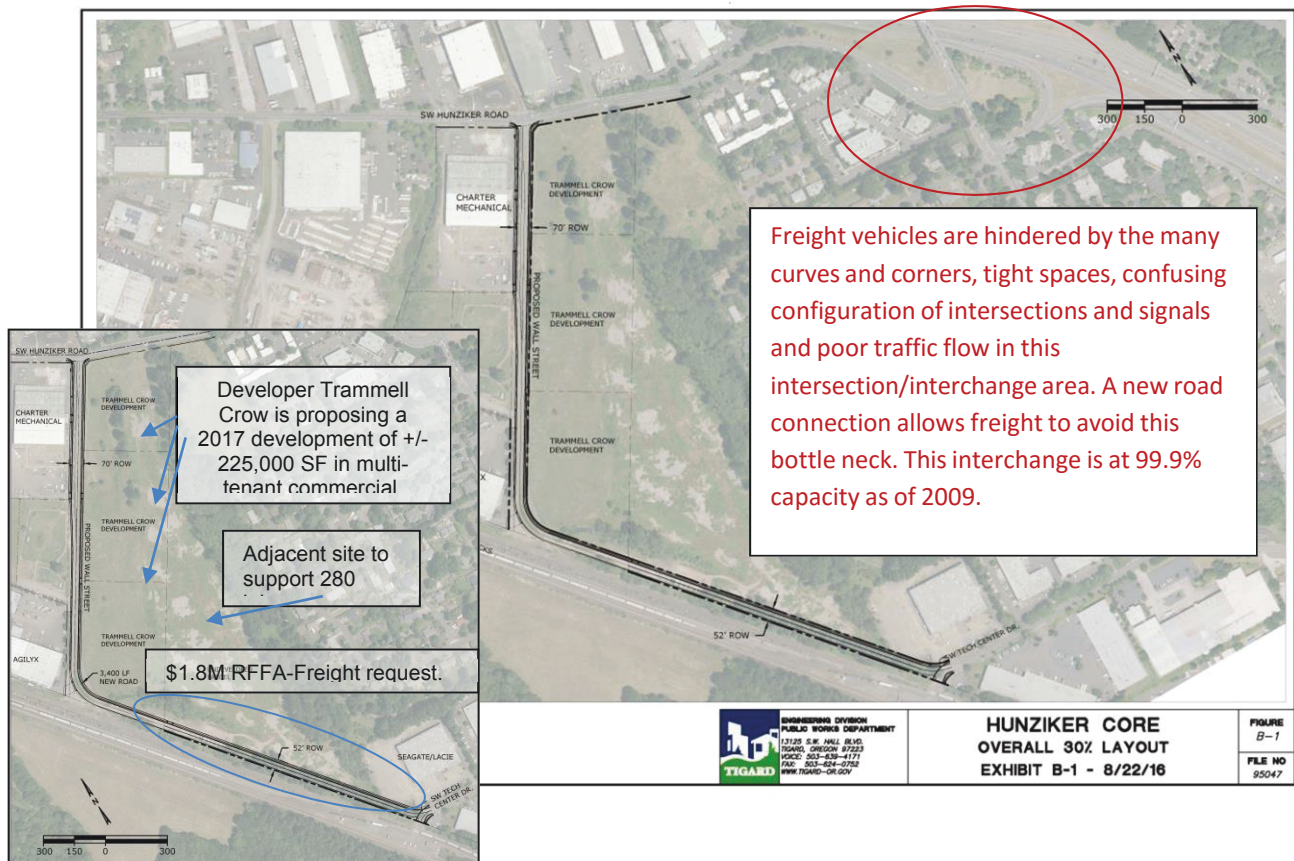 SW HUNZIKER ROAD
CHARTER
MECHANICAL
TRAMMELL CROW
DEVELOPMENT
70' ROW
PROPOSED WALL STREET
TRAMMELL CROW
DEVELOPMENT
TRAMMELL CROW
DEVELOPMENT
52' ROW
SW TECH CENTER DR.
N
300 150 0 300
Freight vehicles are hindered by the many
curves and corners, tight spaces, confusing
configuration of intersections and signals
and poor traffic flow in this
intersection/interchange area. A new road
connection allows freight to avoid this
bottle neck. This interchange is at 99.9%
capacity as of 2009.
SW HUNZIKER ROAD
CHARTER
MECHANICAL
TRAMMELL CROW
DEVELOPMENT
70' ROW
PROPOSED WALL STREET
TRAMMELL CROW
DEVELOPMENT
TRAMMELL CROW
DEVELOPMENT
AGILYX
3,400 LF
NEW ROAD
52' ROW
SEAGATE/LACIE
SW TECH
CENTER DR.
N
300 150 0 300
Developer Trammell
Crow is proposing a
2017 development of +/-
225,000 SF in multi-
tenant commercial
Adjacent site to
support 280
$1.8M RFFA-Freight request.
TIGARD
ENGINEERING DIVISION
PUBLIC WORKS DEPARTMENT
13125 S.W. HALL BLVD.
TIGARD, OREGON 97223
VOICE: 503-639-4171
FAX: 503-624-0752
WWW.TIGARD-OR.GOV
HUNZIKER CORE
OVERALL 30% LAYOUT
EXHIBIT B-1 - 8/22/16
FIGURE
B-1
FILE NO
95047